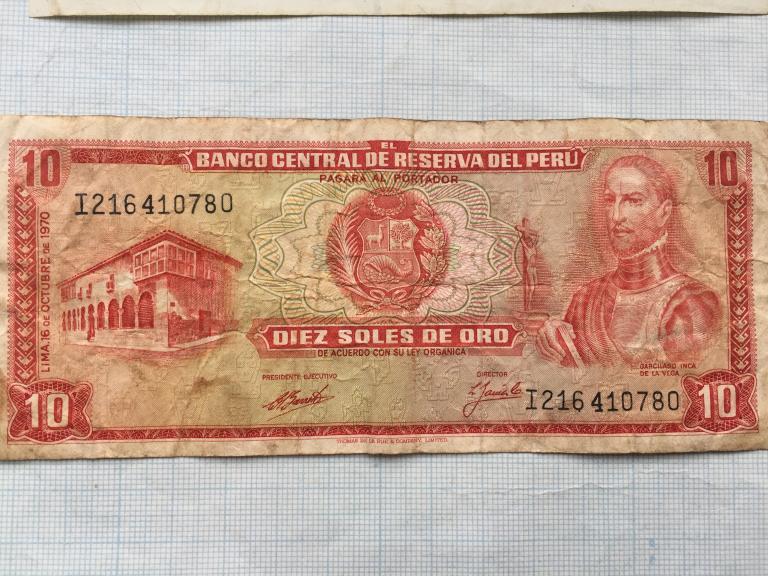 10
EL
BANCO CENTRAL DE RESERVA DEL PERU
10
PAGARA AL PORTADOR
I216410780
LIMA, 16 DE OCTUBRE DE 1970
DIEZ SOLES DE ORO
DE ACUERDO CON SU LEY ORGANICA
GARCILASO INCA
DE LA VEGA
PRESIDENTE EJECUTIVO
DIRECTOR
I216410780
10
10
THOMAS DE LA RUE & COMPANY, LIMITED.